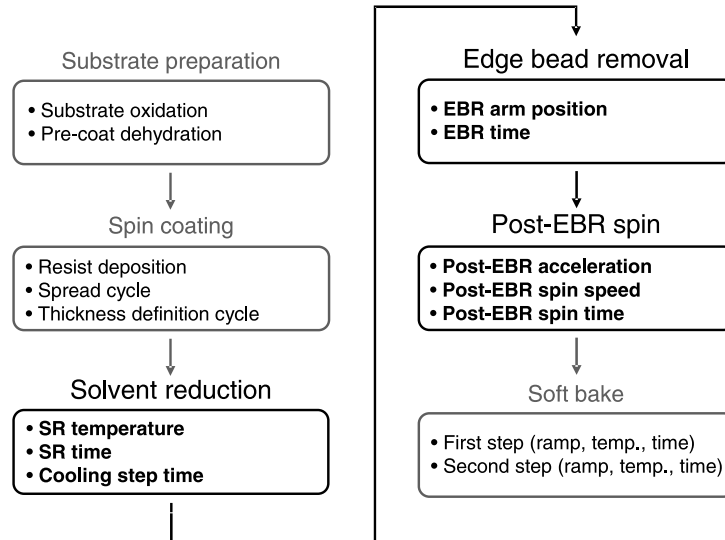 Substrate preparation
• Substrate oxidation
• Pre-coat dehydration
Spin coating
• Resist deposition
• Spread cycle
• Thickness definition cycle
Solvent reduction
• SR temperature
• SR time
• Cooling step time
Edge bead removal
• EBR arm position
• EBR time
Post-EBR spin
• Post-EBR acceleration
• Post-EBR spin speed
• Post-EBR spin time
Soft bake
• First step (ramp, temp., time)
• Second step (ramp, temp., time)